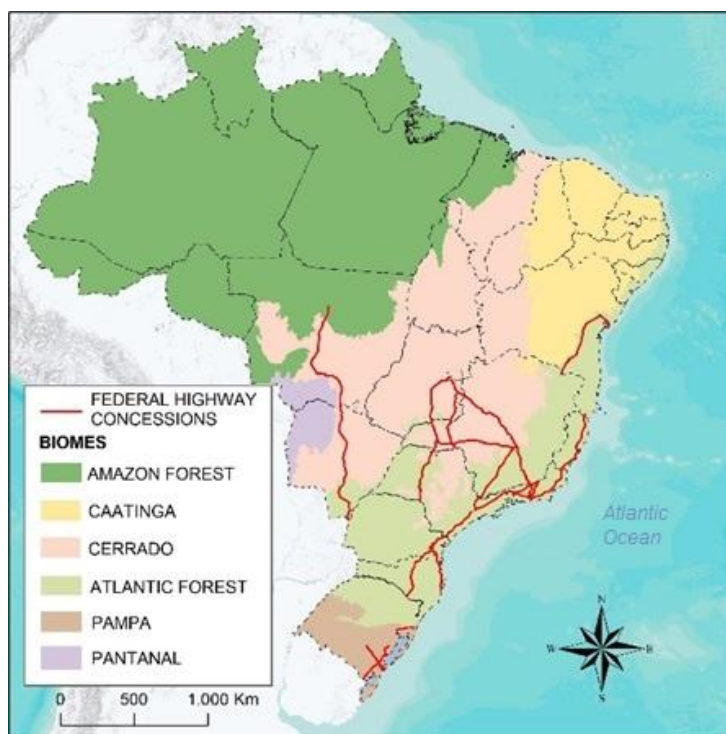 Atlantic
Ocean
FEDERAL HIGHWAY
CONCESSIONS
BIOMES
AMAZON FOREST
CAATINGA
CERRADO
ATLANTIC FOREST
PAMPA
PANTANAL
0 500 1.000 Km
N
W E
S